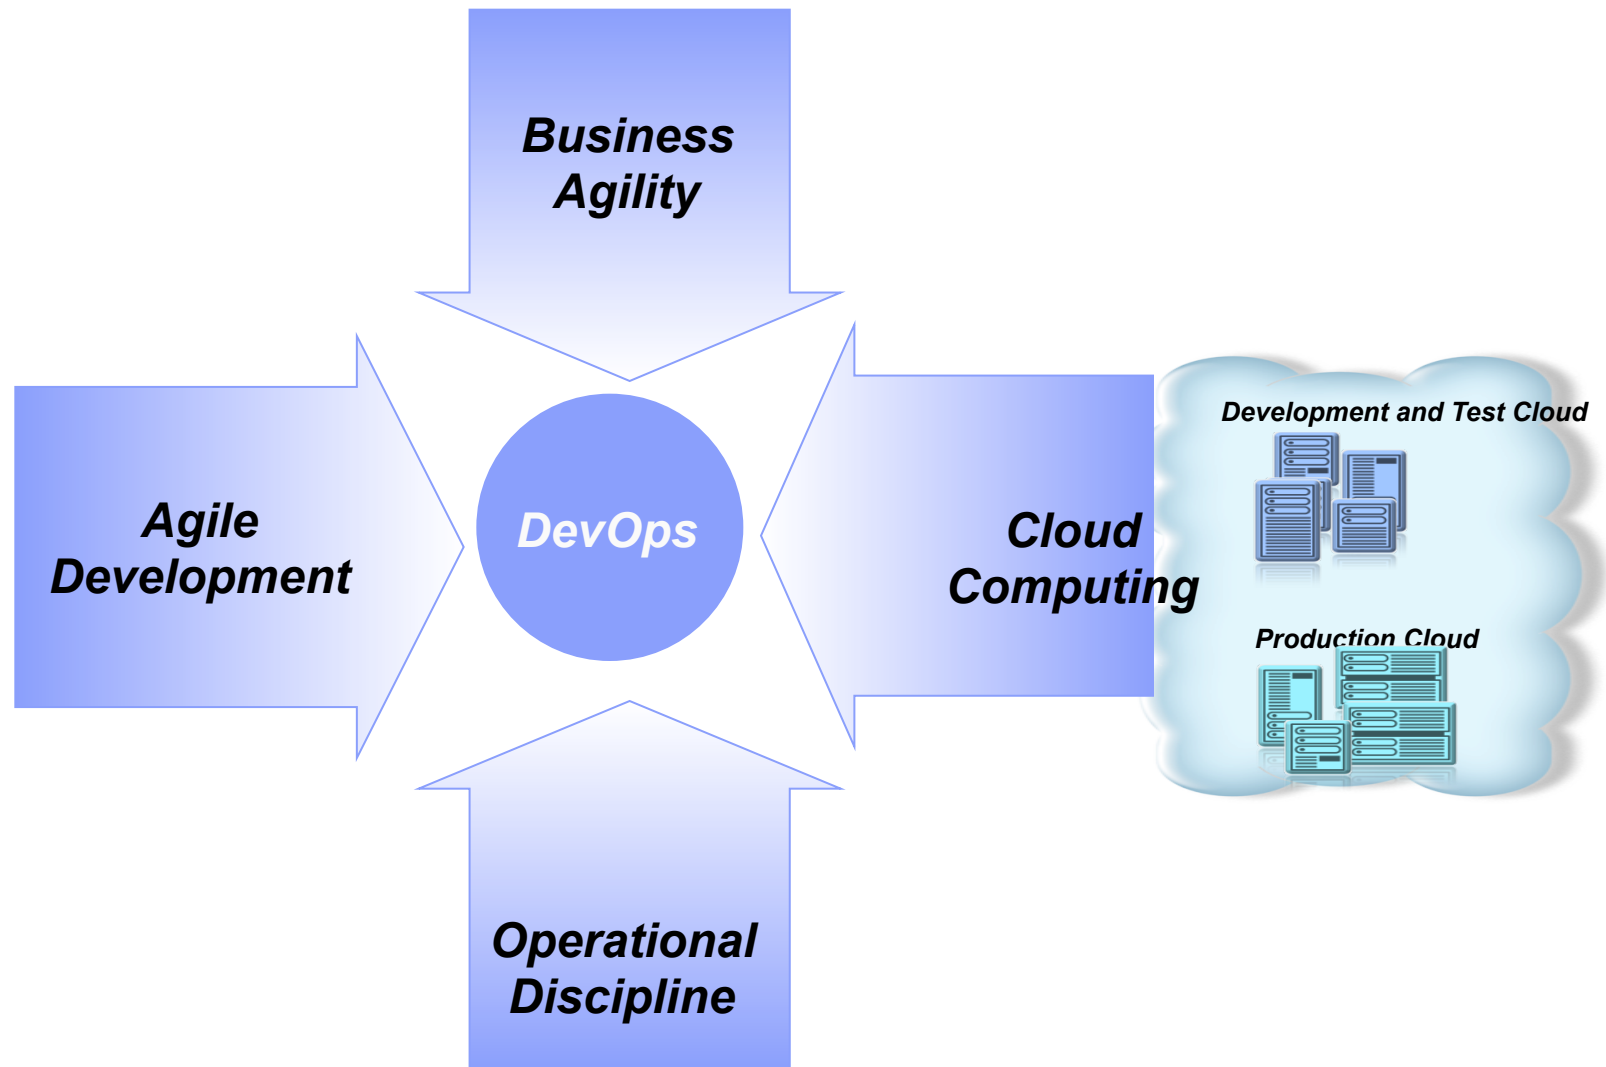 Business
Agility
Agile
Development
DevOps
Cloud
Computing
Development and Test Cloud
Production Cloud
Operational
Discipline